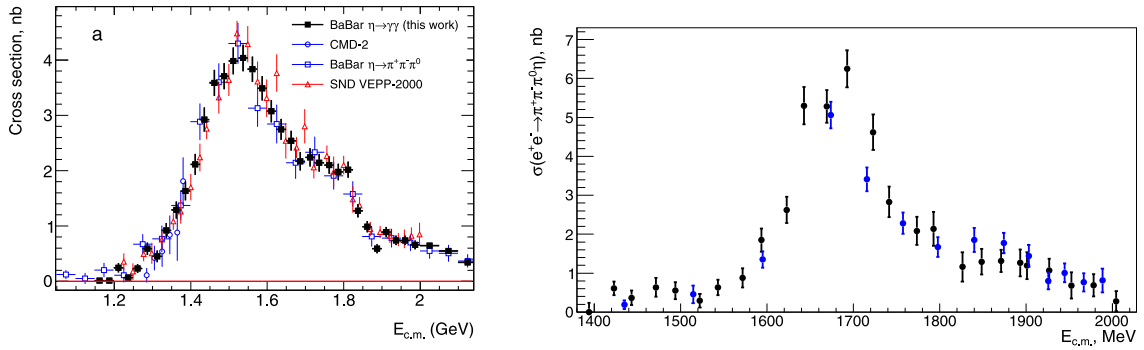 a
BaBar η→γγ (this work)
CMD-2
BaBar η→π⁺π⁻π⁰
SND VEPP-2000
Cross section, nb
4
3
2
1
0
1.2 1.4 1.6 1.8 2
E_c.m. (GeV)
σ(e⁺e⁻→π⁺π⁻π⁰η), nb
7
6
5
4
3
2
1
0
1400 1500 1600 1700 1800 1900 2000
E_c.m., MeV